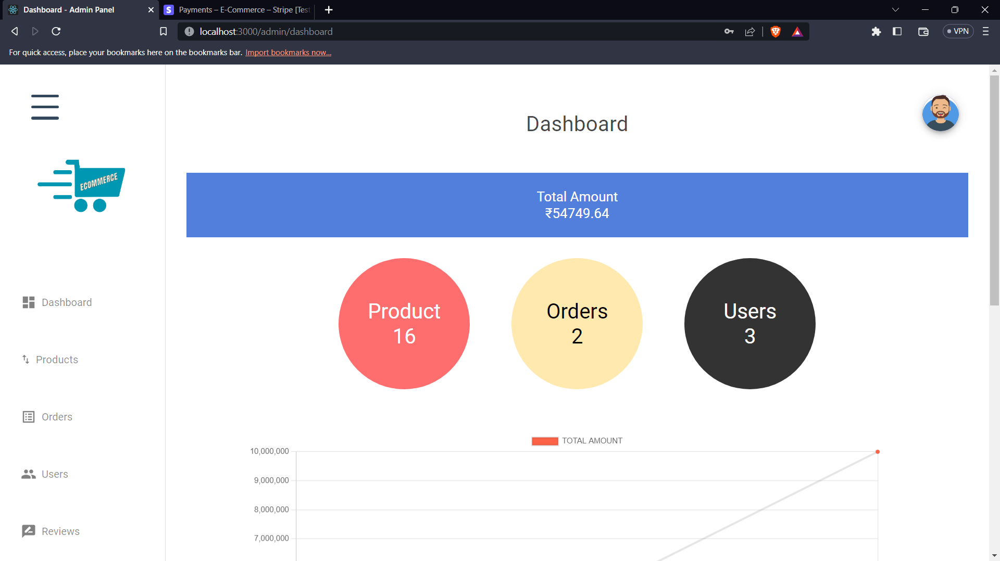 Dashboard - Admin Panel
Payments – E-Commerce – Stripe [Test
localhost:3000/admin/dashboard
VPN
For quick access, place your bookmarks here on the bookmarks bar. Import bookmarks now...
Dashboard
ECOMMERCE
Total Amount
₹54749.64
Product
16
Orders
2
Users
3
Dashboard
Products
Orders
Users
Reviews
TOTAL AMOUNT
10,000,000
9,000,000
8,000,000
7,000,000